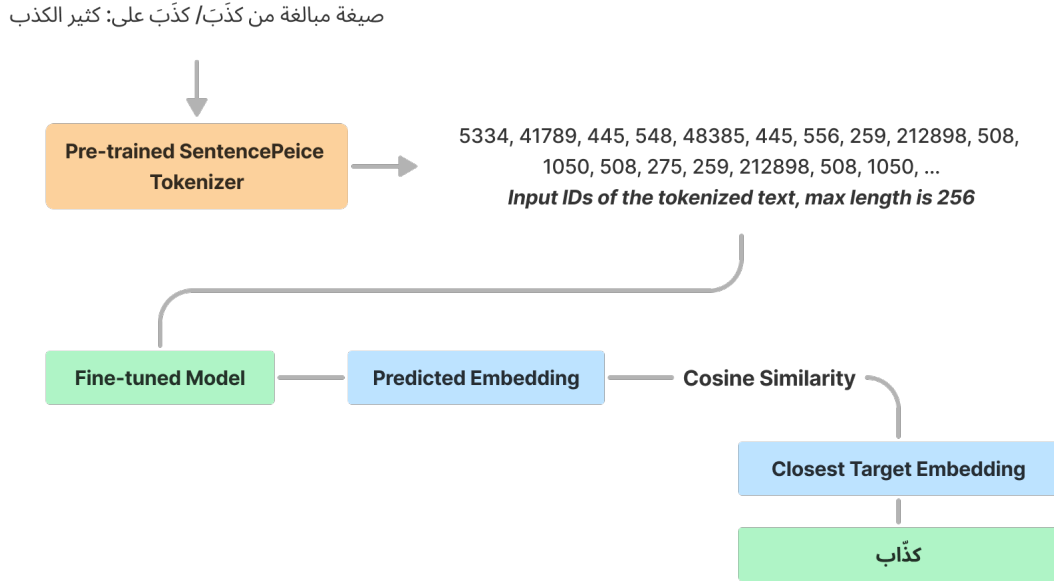 صيغة مبالغة من كذَبَ/ كذَبَ على: كثير الكذب
Pre-trained SentencePeice
Tokenizer
5334, 41789, 445, 548, 48385, 445, 556, 259, 212898, 508,
1050, 508, 275, 259, 212898, 508, 1050, ...
Input IDs of the tokenized text, max length is 256
Fine-tuned Model
Predicted Embedding
Cosine Similarity
Closest Target Embedding
كذّاب